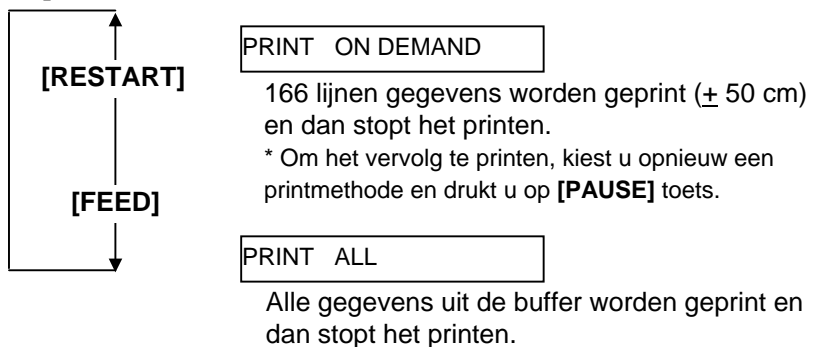 PRINT ON DEMAND
[RESTART]
166 lijnen gegevens worden geprint (± 50 cm)
en dan stopt het printen.
* Om het vervolg te printen, kiest u opnieuw een
printmethode en drukt u op [PAUSE] toets.
[FEED]
PRINT ALL
Alle gegevens uit de buffer worden geprint en
dan stopt het printen.